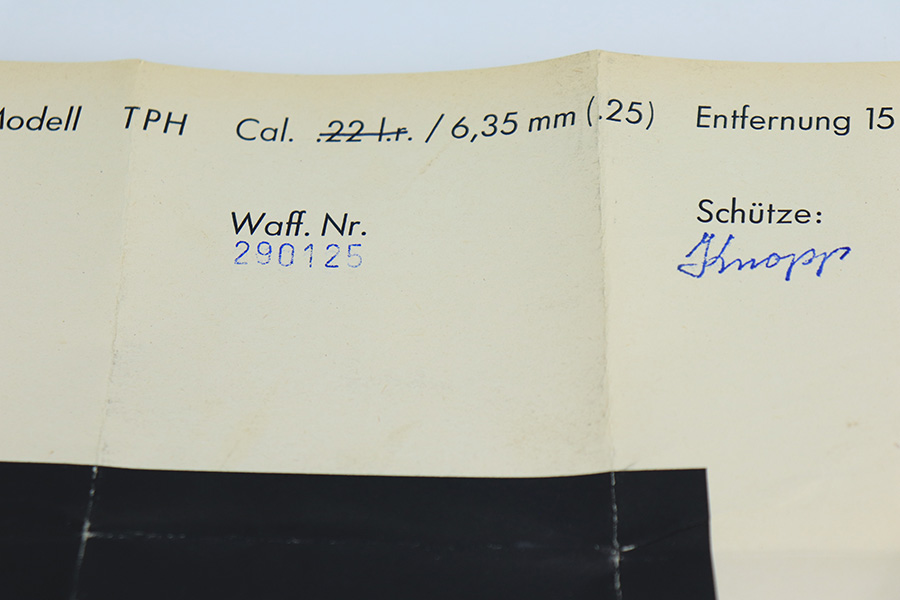 Modell TPH Cal. .22 l.r. / 6,35 mm (.25) Entfernung 15
Waff. Nr.
290125
Schütze:
Knopp